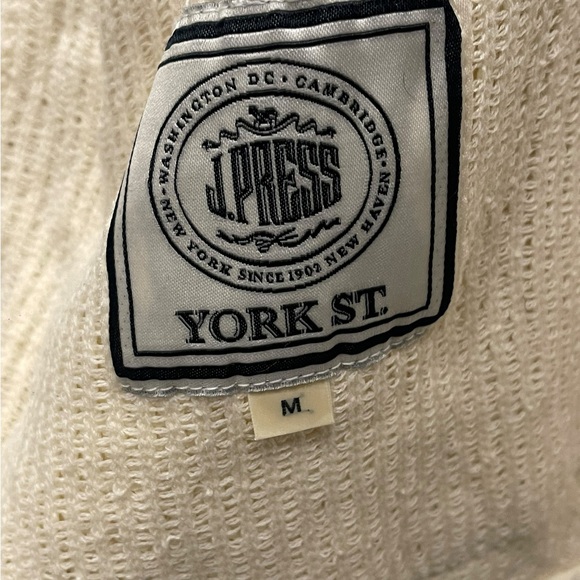 WASHINGTON DC • CAMBRIDGE •
NEW YORK SINCE 1902 NEW HAVEN •
J.PRESS
YORK ST.
M